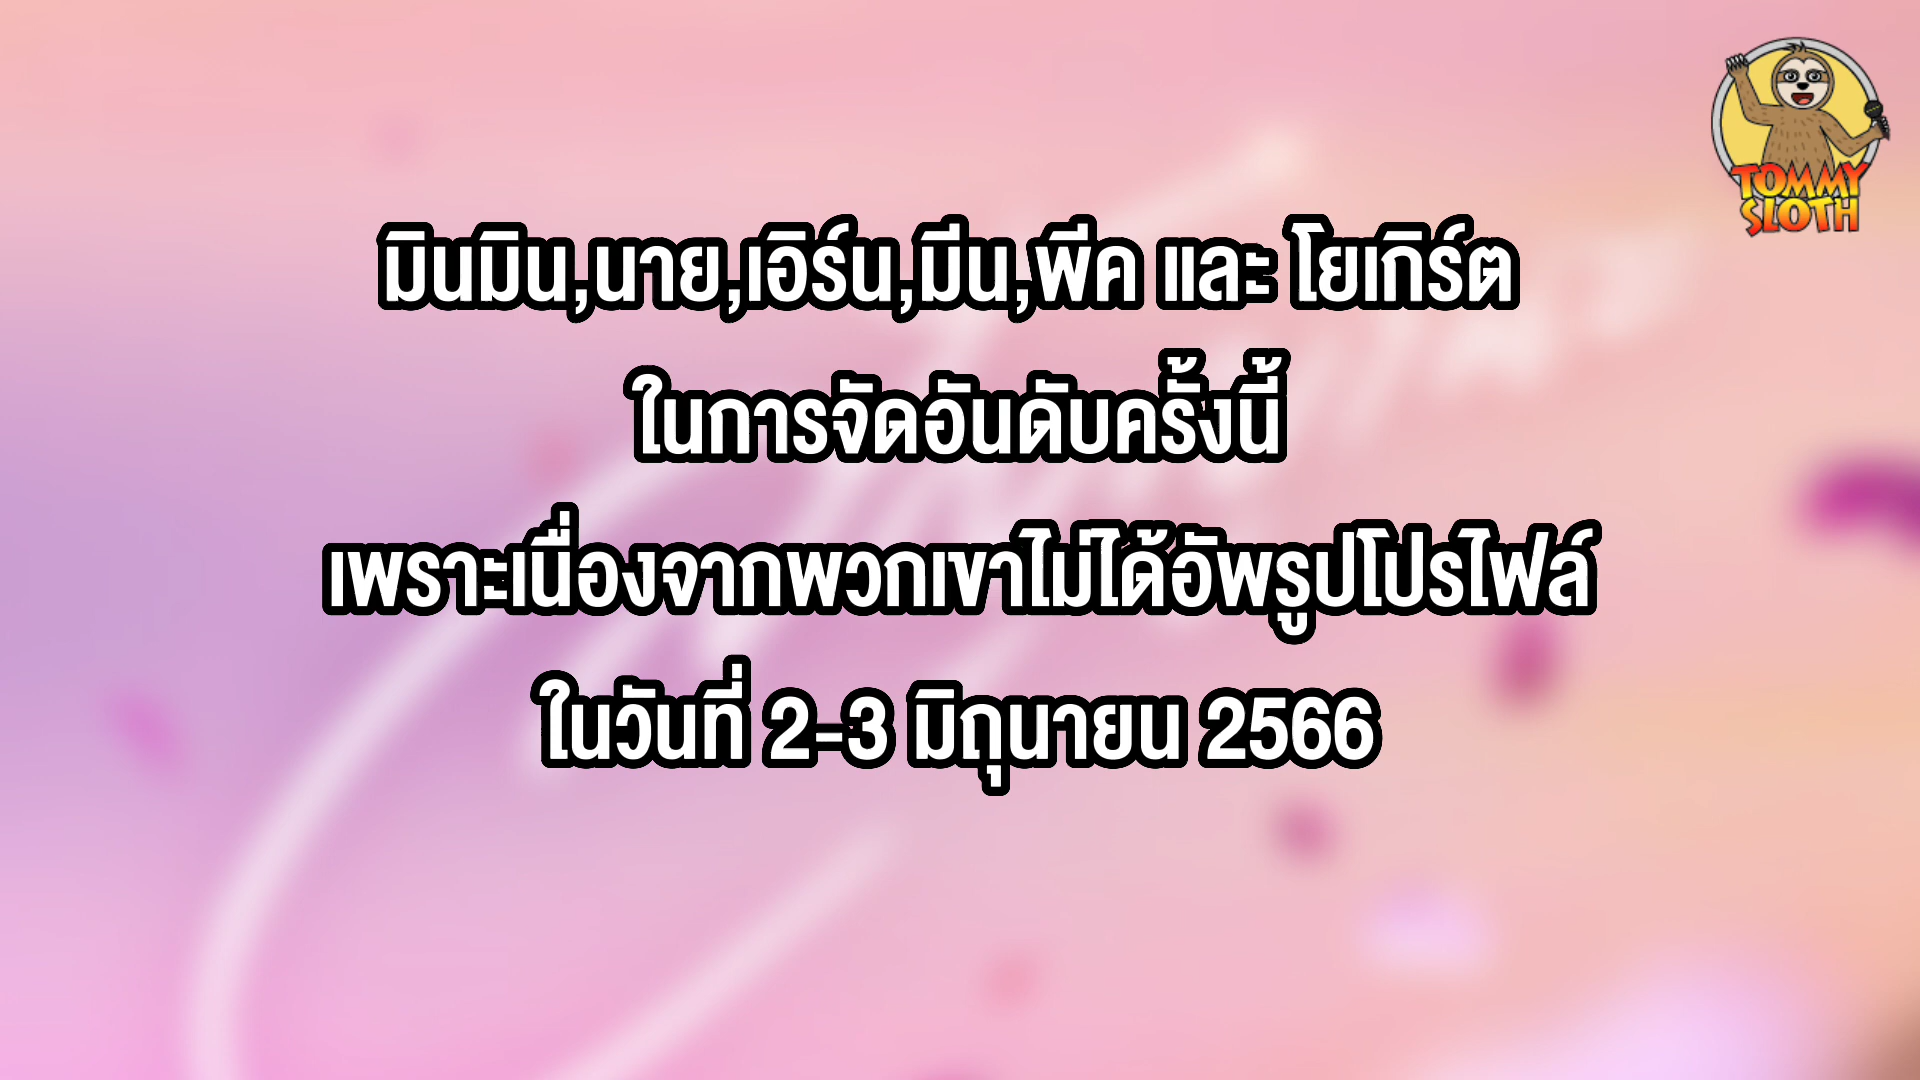 TOMMY
SLOTH
มินมิน,นาย,เอิร์น,มีน,พีค และ โยเกิร์ต
ในการจัดอันดับครั้งนี้
เพราะเนื่องจากพวกเขาไม่ได้อัพรูปโปรไฟล์
ในวันที่ 2-3 มิถุนายน 2566